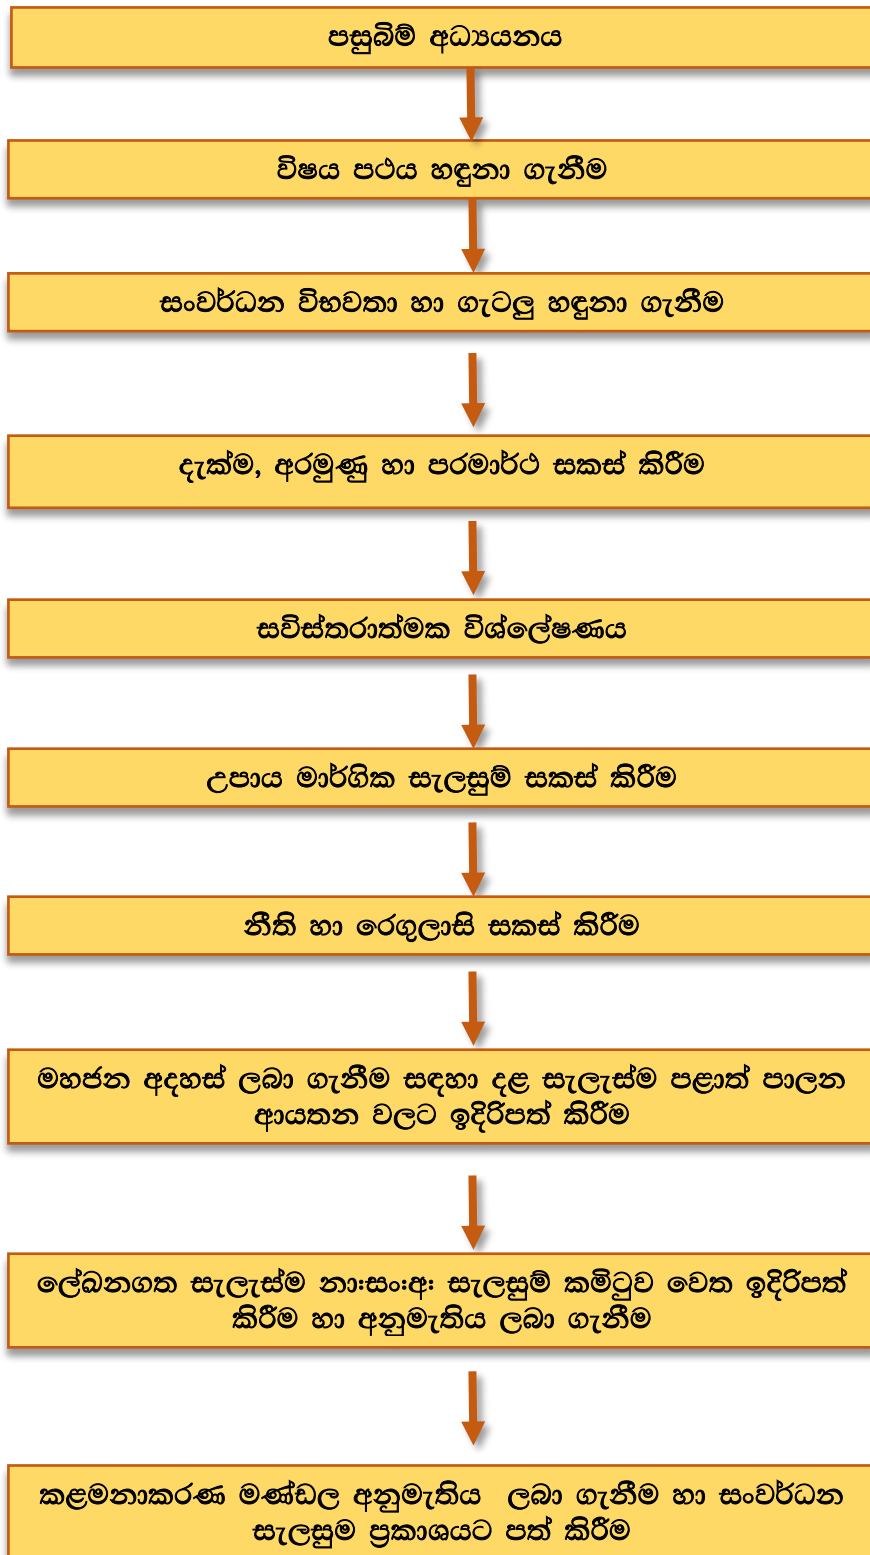 පසුබිම් අධ්‍යයනය
විෂය පථය හඳුනා ගැනීම
සංවර්ධන විභවතා හා ගැටලු හඳුනා ගැනීම
දැක්ම, අරමුණු හා පරමාර්ථ සකස් කිරීම
සවිස්තරාත්මක විශ්ලේෂණය
උපාය මාර්ගික සැලසුම් සකස් කිරීම
නීති හා රෙගුලාසි සකස් කිරීම
මහජන අදහස් ලබා ගැනීම සඳහා දළ සැලැස්ම පළාත් පාලන
ආයතන වලට ඉදිරිපත් කිරීම
ලේඛනගත සැලැස්ම නා:සං:අ: සැලසුම් කමිටුව වෙත ඉදිරිපත්
කිරීම හා අනුමැතිය ලබා ගැනීම
කළමනාකරණ මණ්ඩල අනුමැතිය ලබා ගැනීම හා සංවර්ධන
සැලසුම ප්‍රකාශයට පත් කිරීම